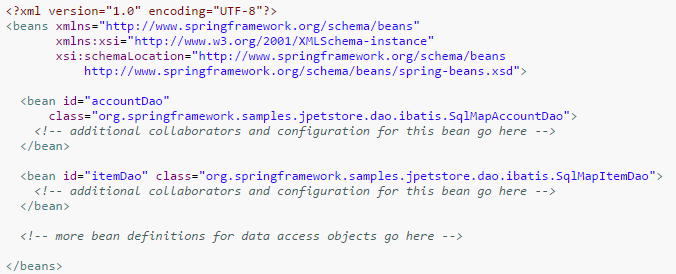 <?xml version="1.0" encoding="UTF-8"?>
<beans xmlns="http://www.springframework.org/schema/beans"
xmlns:xsi="http://www.w3.org/2001/XMLSchema-instance"
xsi:schemaLocation="http://www.springframework.org/schema/beans
http://www.springframework.org/schema/beans/spring-beans.xsd">
<bean id="accountDao"
class="org.springframework.samples.jpetstore.dao.ibatis.SqlMapAccountDao">
<!-- additional collaborators and configuration for this bean go here -->
</bean>
<bean id="itemDao" class="org.springframework.samples.jpetstore.dao.ibatis.SqlMapItemDao">
<!-- additional collaborators and configuration for this bean go here -->
</bean>
<!-- more bean definitions for data access objects go here -->
</beans>